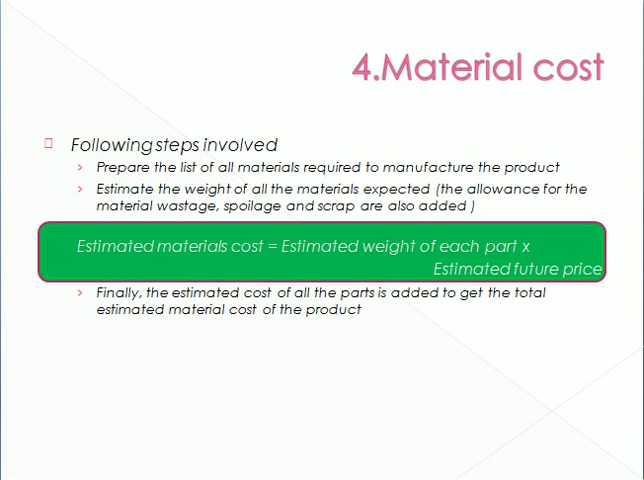 4.Material cost
Following steps involved
Prepare the list of all materials required to manufacture the product
Estimate the weight of all the materials expected (the allowance for the
material wastage, spoilage and scrap are also added )
Estimated materials cost = Estimated weight of each part x
Estimated future price
Finally, the estimated cost of all the parts is added to get the total
estimated material cost of the product